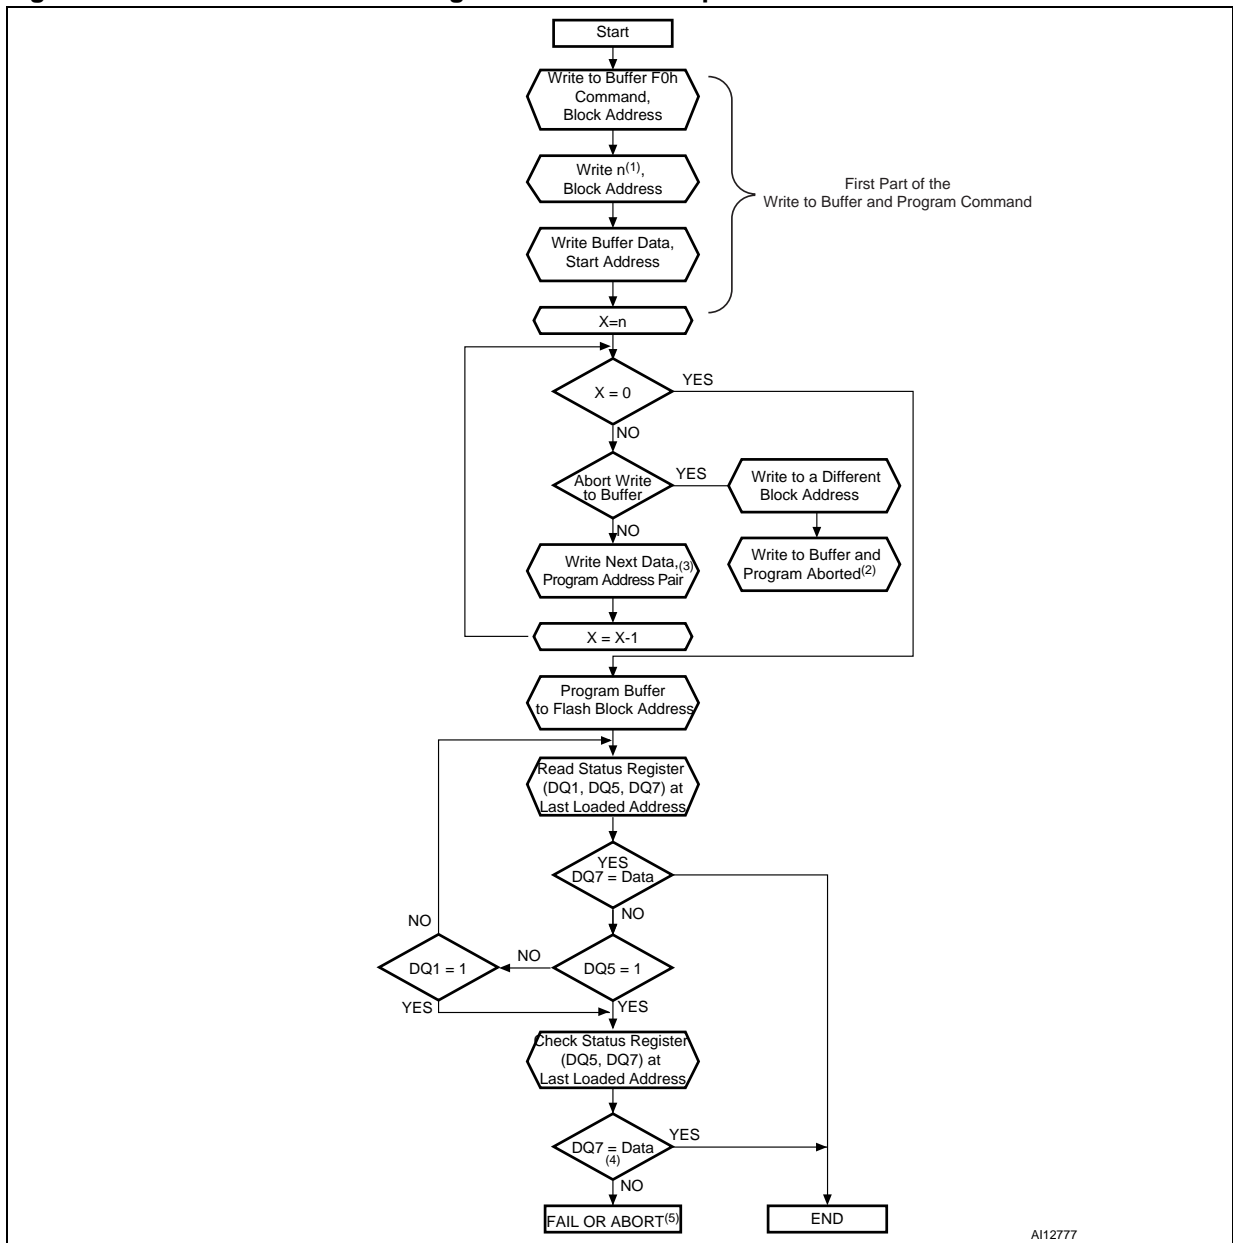 Start
Write to Buffer F0h
Command,
Block Address
Write n(1),
Block Address
First Part of the
Write to Buffer and Program Command
Write Buffer Data,
Start Address
X=n
X = 0
YES
NO
Abort Write
to Buffer
YES
Write to a Different
Block Address
NO
Write Next Data,(3)
Program Address Pair
Write to Buffer and
Program Aborted(2)
X = X-1
Program Buffer
to Flash Block Address
Read Status Register
(DQ1, DQ5, DQ7) at
Last Loaded Address
YES
DQ7 = Data
NO
NO
DQ1 = 1
NO
DQ5 = 1
YES
YES
Check Status Register
(DQ5, DQ7) at
Last Loaded Address
DQ7 = Data
(4)
YES
NO
FAIL OR ABORT(5)
END
AI12777